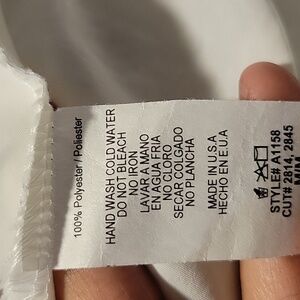 100% Polyester / Poliester
HAND WASH COLD WATER
DO NOT BLEACH
NO IRON
LAVAR A MANO
EN AGUA FRIA
NO CLORO
SECAR COLGADO
NO PLANCHA
MADE IN U.S.A
HECHO EN E.U.A
STYLE# A1158
CUT# 2814, 2845